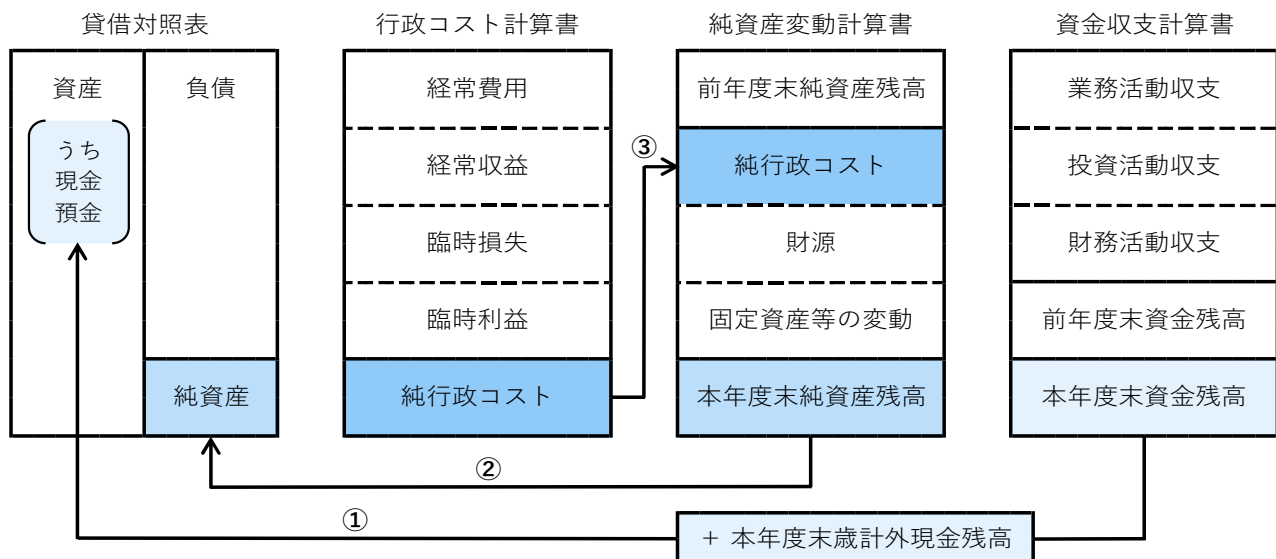 貸借対照表
資産
負債
うち
現金
預金
純資産
行政コスト計算書
経常費用
経常収益
臨時損失
臨時利益
純行政コスト
③
純資産変動計算書
前年度末純資産残高
純行政コスト
財源
固定資産等の変動
本年度末純資産残高
資金収支計算書
業務活動収支
投資活動収支
財務活動収支
前年度末資金残高
本年度末資金残高
②
①
＋ 本年度末歳計外現金残高